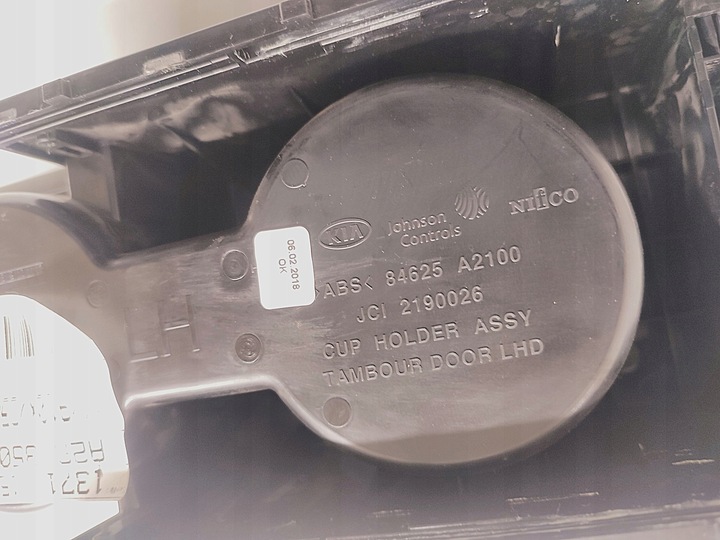 KIA
Johnson
Controls
NIfCO
06.02.2018
OK
>ABS< 84625 A2100
JCI 2190026
CUP HOLDER ASSY
TAMBOUR DOOR LHD
LH
1371